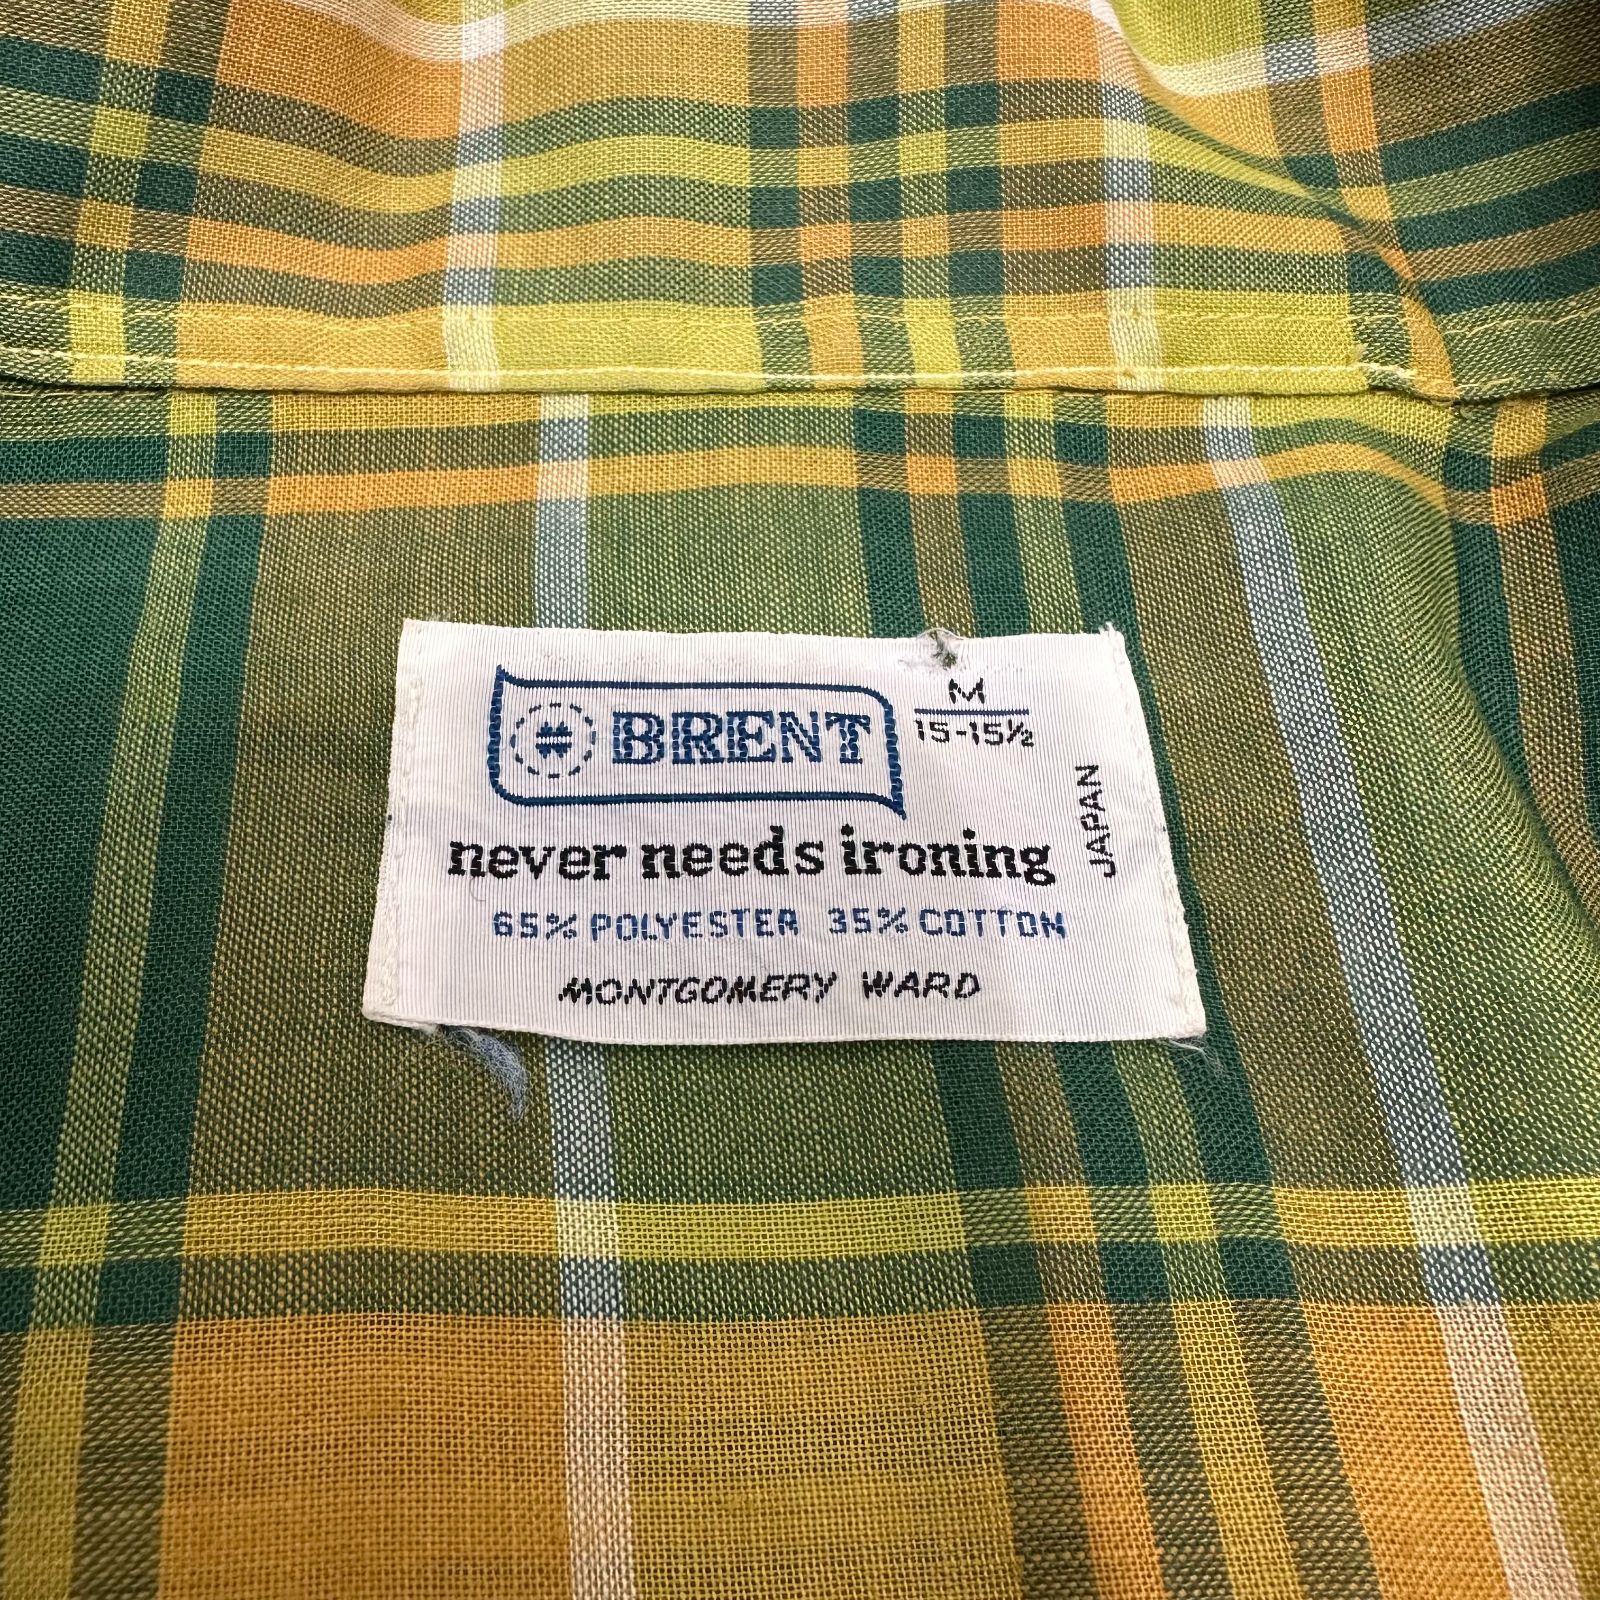 W BRENT
M
15-15½
JAPAN
never needs ironing
65% POLYESTER 35% COTTON
MONTGOMERY WARD